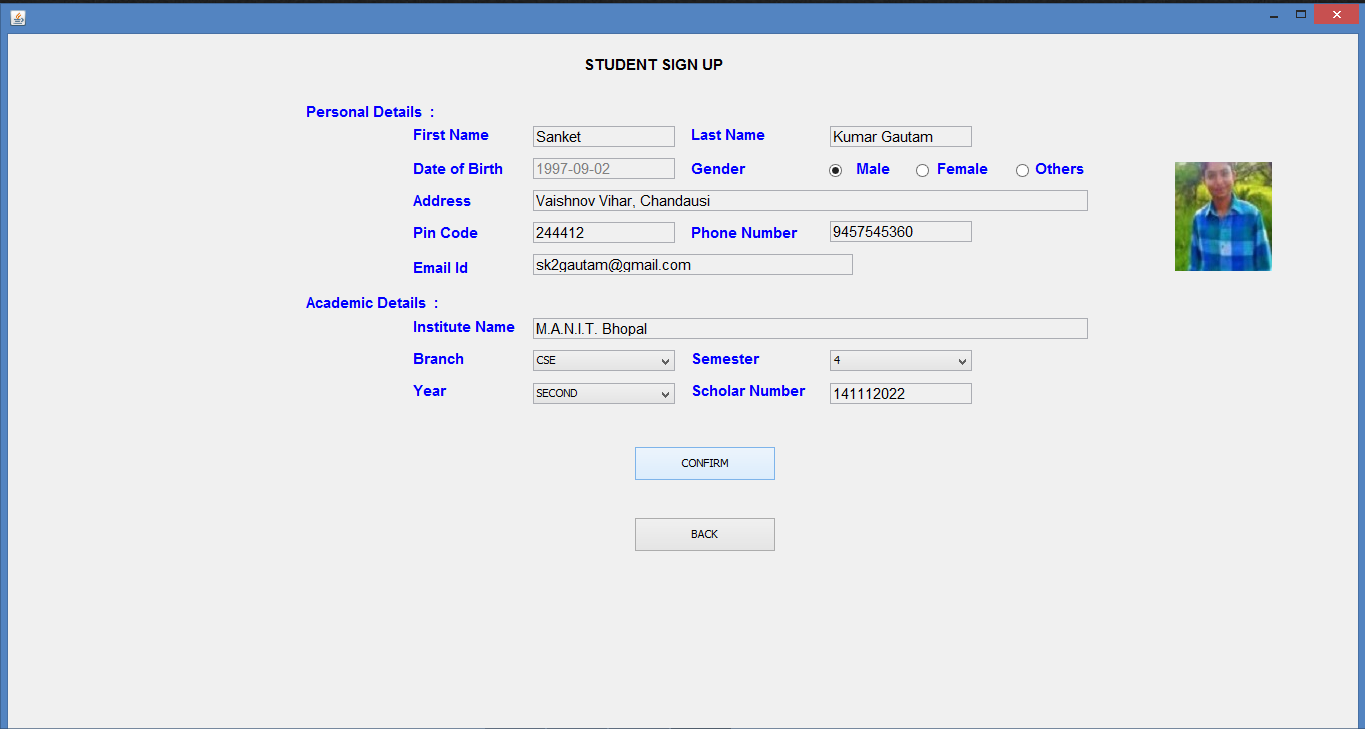 STUDENT SIGN UP
Personal Details :
First Name Sanket Last Name Kumar Gautam
Date of Birth 1997-09-02 Gender Male Female Others
Address Vaishnov Vihar, Chandausi
Pin Code 244412 Phone Number 9457545360
Email Id sk2gautam@gmail.com
Academic Details :
Institute Name M.A.N.I.T. Bhopal
Branch CSE Semester 4
Year SECOND Scholar Number 141112022
CONFIRM
BACK